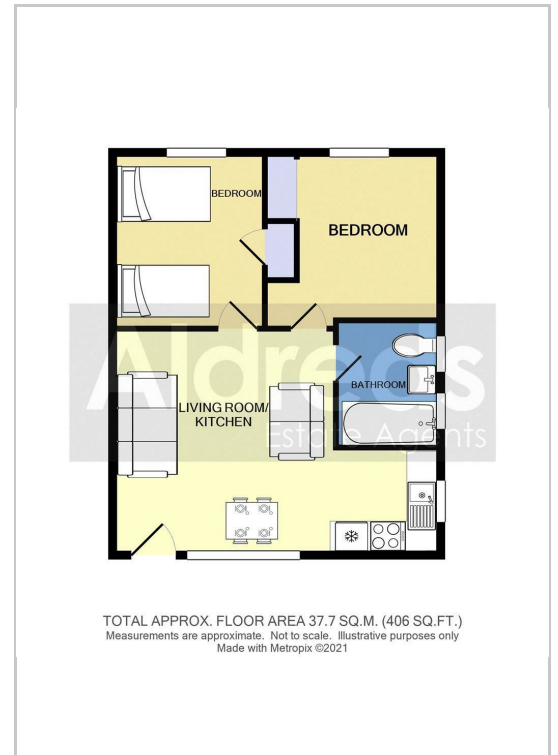 BEDROOM
BEDROOM
Aldreds
BATHROOM
LIVING ROOM/
KITCHEN
Estate Agents
TOTAL APPROX. FLOOR AREA 37.7 SQ.M. (406 SQ.FT.)
Measurements are approximate. Not to scale. Illustrative purposes only
Made with Metropix ©2021